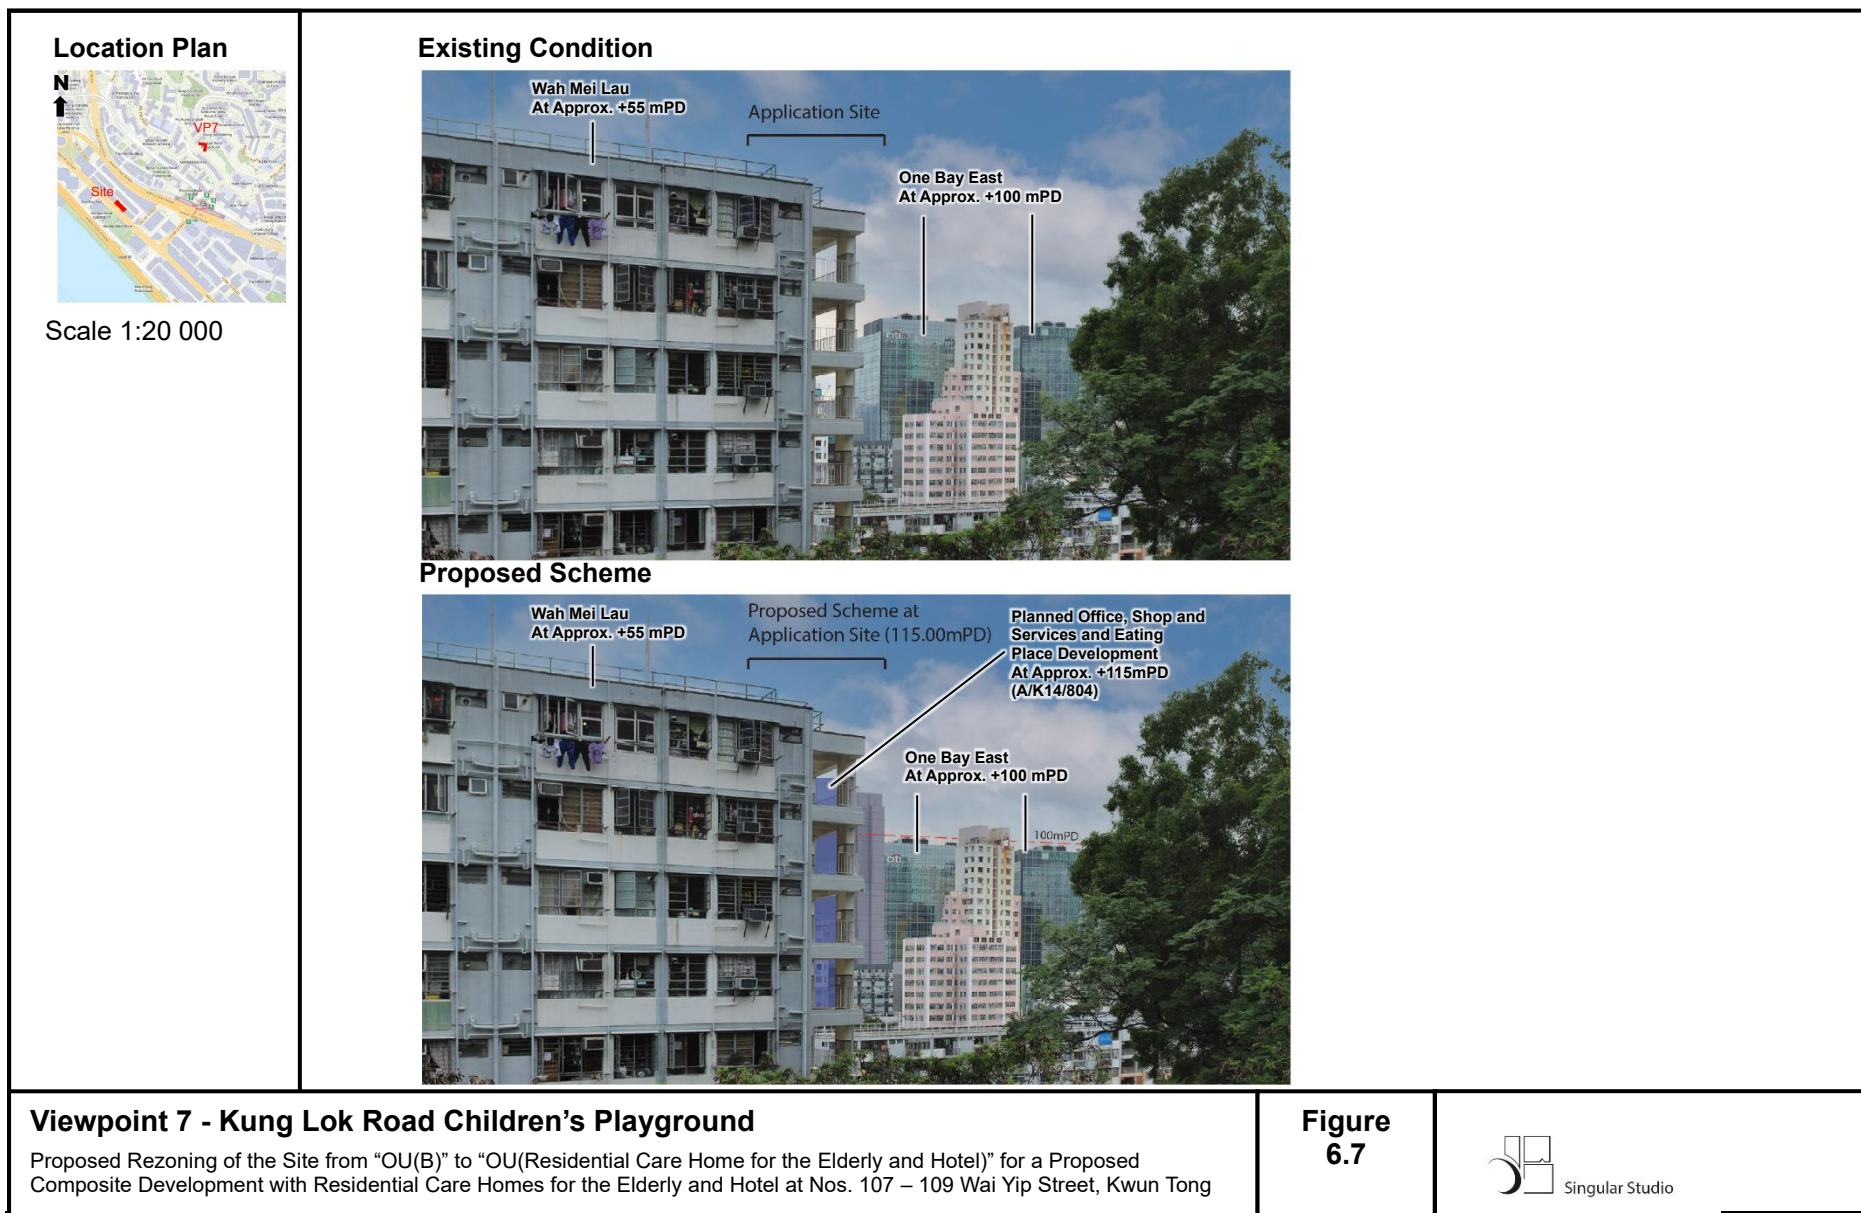 Location Plan
N
VP7
Site
Scale 1:20 000
Existing Condition
Wah Mei Lau
At Approx. +55 mPD
Application Site
One Bay East
At Approx. +100 mPD
citi
Proposed Scheme
Wah Mei Lau
At Approx. +55 mPD
Proposed Scheme at
Application Site (115.00mPD)
Planned Office, Shop and
Services and Eating
Place Development
At Approx. +115mPD
(A/K14/804)
One Bay East
At Approx. +100 mPD
100mPD
citi
Viewpoint 7 - Kung Lok Road Children’s Playground
Proposed Rezoning of the Site from “OU(B)” to “OU(Residential Care Home for the Elderly and Hotel)” for a Proposed
Composite Development with Residential Care Homes for the Elderly and Hotel at Nos. 107 – 109 Wai Yip Street, Kwun Tong
Figure
6.7
Singular Studio